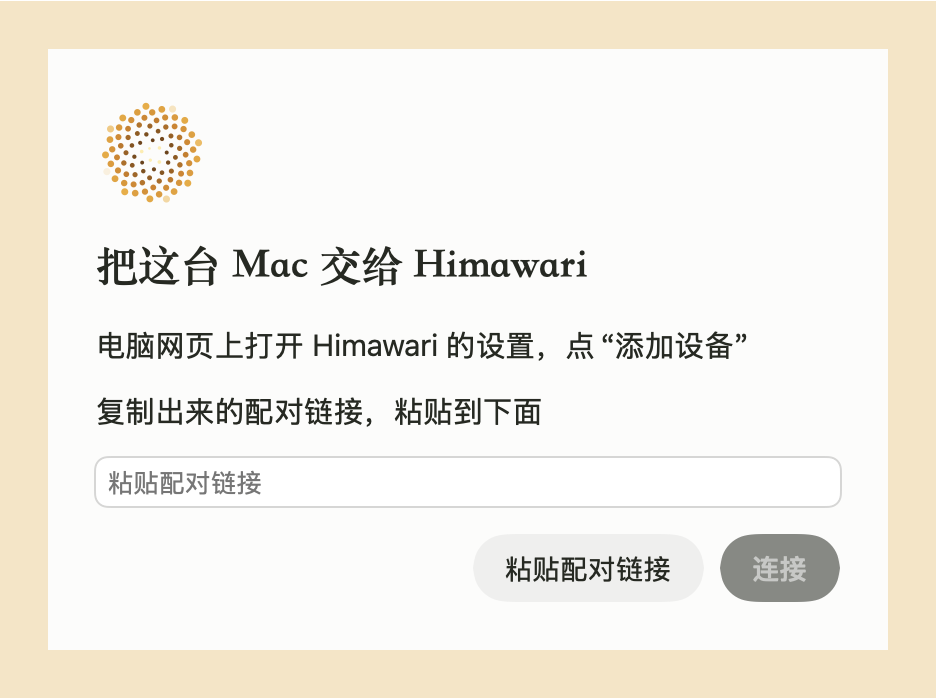 把这台 Mac 交给 Himawari
电脑网页上打开 Himawari 的设置，点 “添加设备”
复制出来的配对链接，粘贴到下面
粘贴配对链接
粘贴配对链接
连接